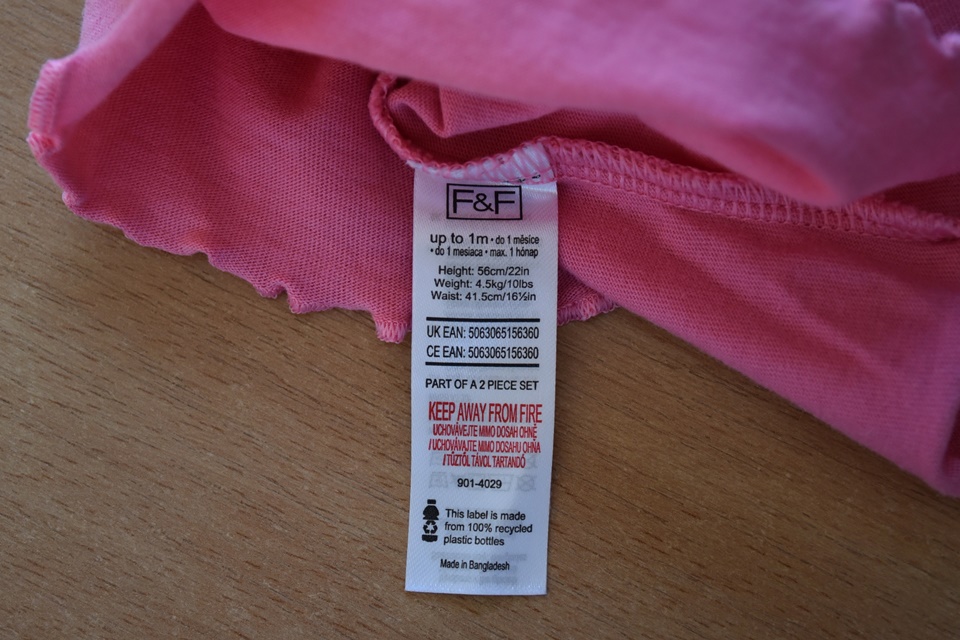 F&F
up to 1m • do 1 měsíce
• do 1 mesiaca • max. 1 hónap
Height: 56cm/22in
Weight: 4.5kg/10lbs
Waist: 41.5cm/16½in
UK EAN: 5063065156360
CE EAN: 5063065156360
PART OF A 2 PIECE SET
KEEP AWAY FROM FIRE
UCHOVÁVEJTE MIMO DOSAH OHNĚ
/UCHOVÁVAJTE MIMO DOSAHU OHŇA
/TŰZTŐL TÁVOL TARTANDÓ
901-4029
This label is made
from 100% recycled
plastic bottles
Made in Bangladesh